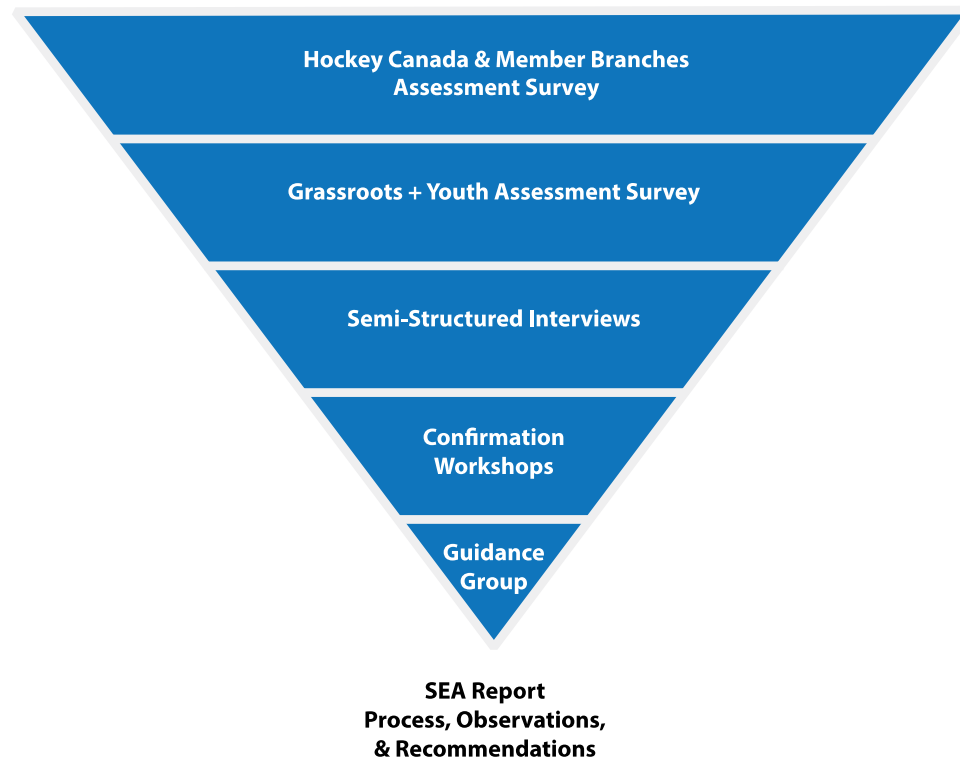 Hockey Canada & Member Branches
Assessment Survey
Grassroots + Youth Assessment Survey
Semi-Structured Interviews
Confirmation
Workshops
Guidance
Group
SEA Report
Process, Observations,
& Recommendations